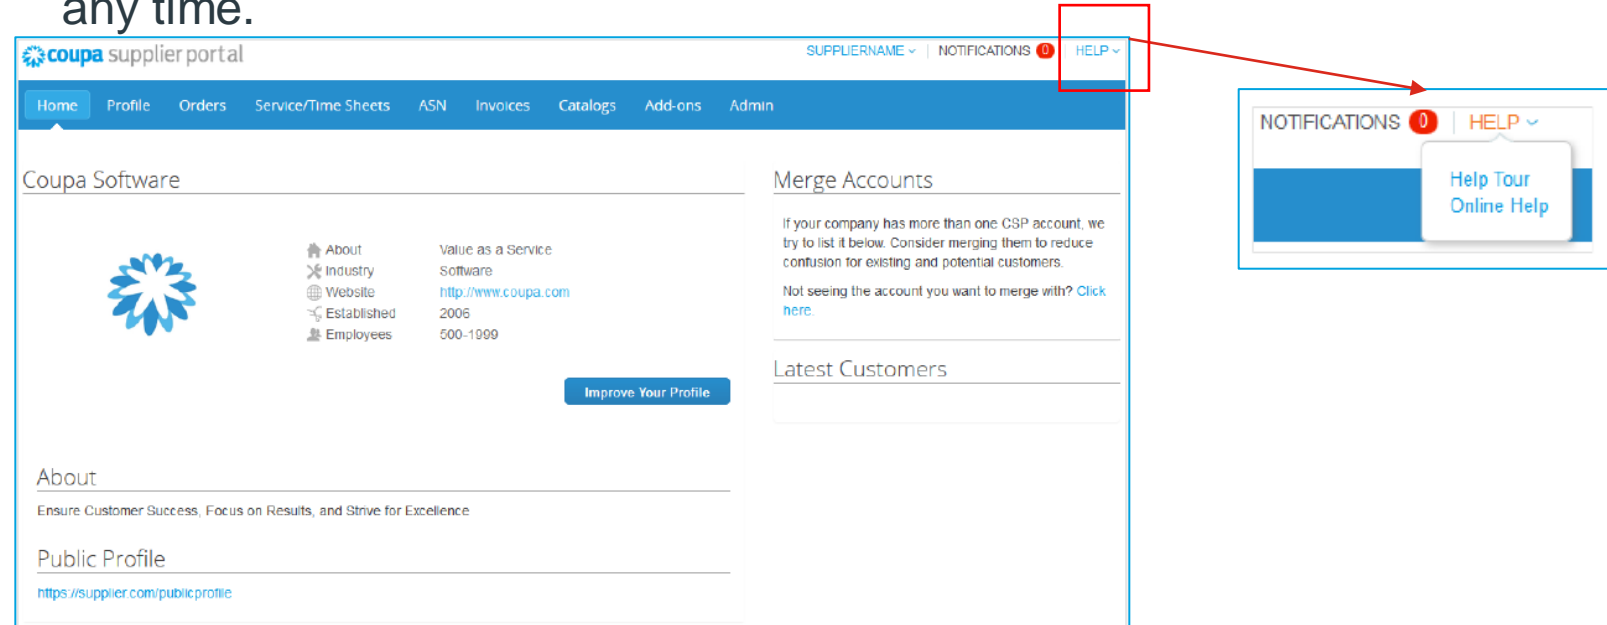 any time.
coupa supplier portal
SUPPLIERNAME | NOTIFICATIONS 0 | HELP
Home Profile Orders Service/Time Sheets ASN Invoices Catalogs Add-ons Admin
Coupa Software
About Value as a Service
Industry Software
Website http://www.coupa.com
Established 2006
Employees 500-1999
Improve Your Profile
About
Ensure Customer Success, Focus on Results, and Strive for Excellence
Public Profile
https://supplier.com/publicprofile
Merge Accounts
If your company has more than one CSP account, we
try to list it below. Consider merging them to reduce
confusion for existing and potential customers.
Not seeing the account you want to merge with? Click
here.
Latest Customers
NOTIFICATIONS 0 | HELP
Help Tour
Online Help